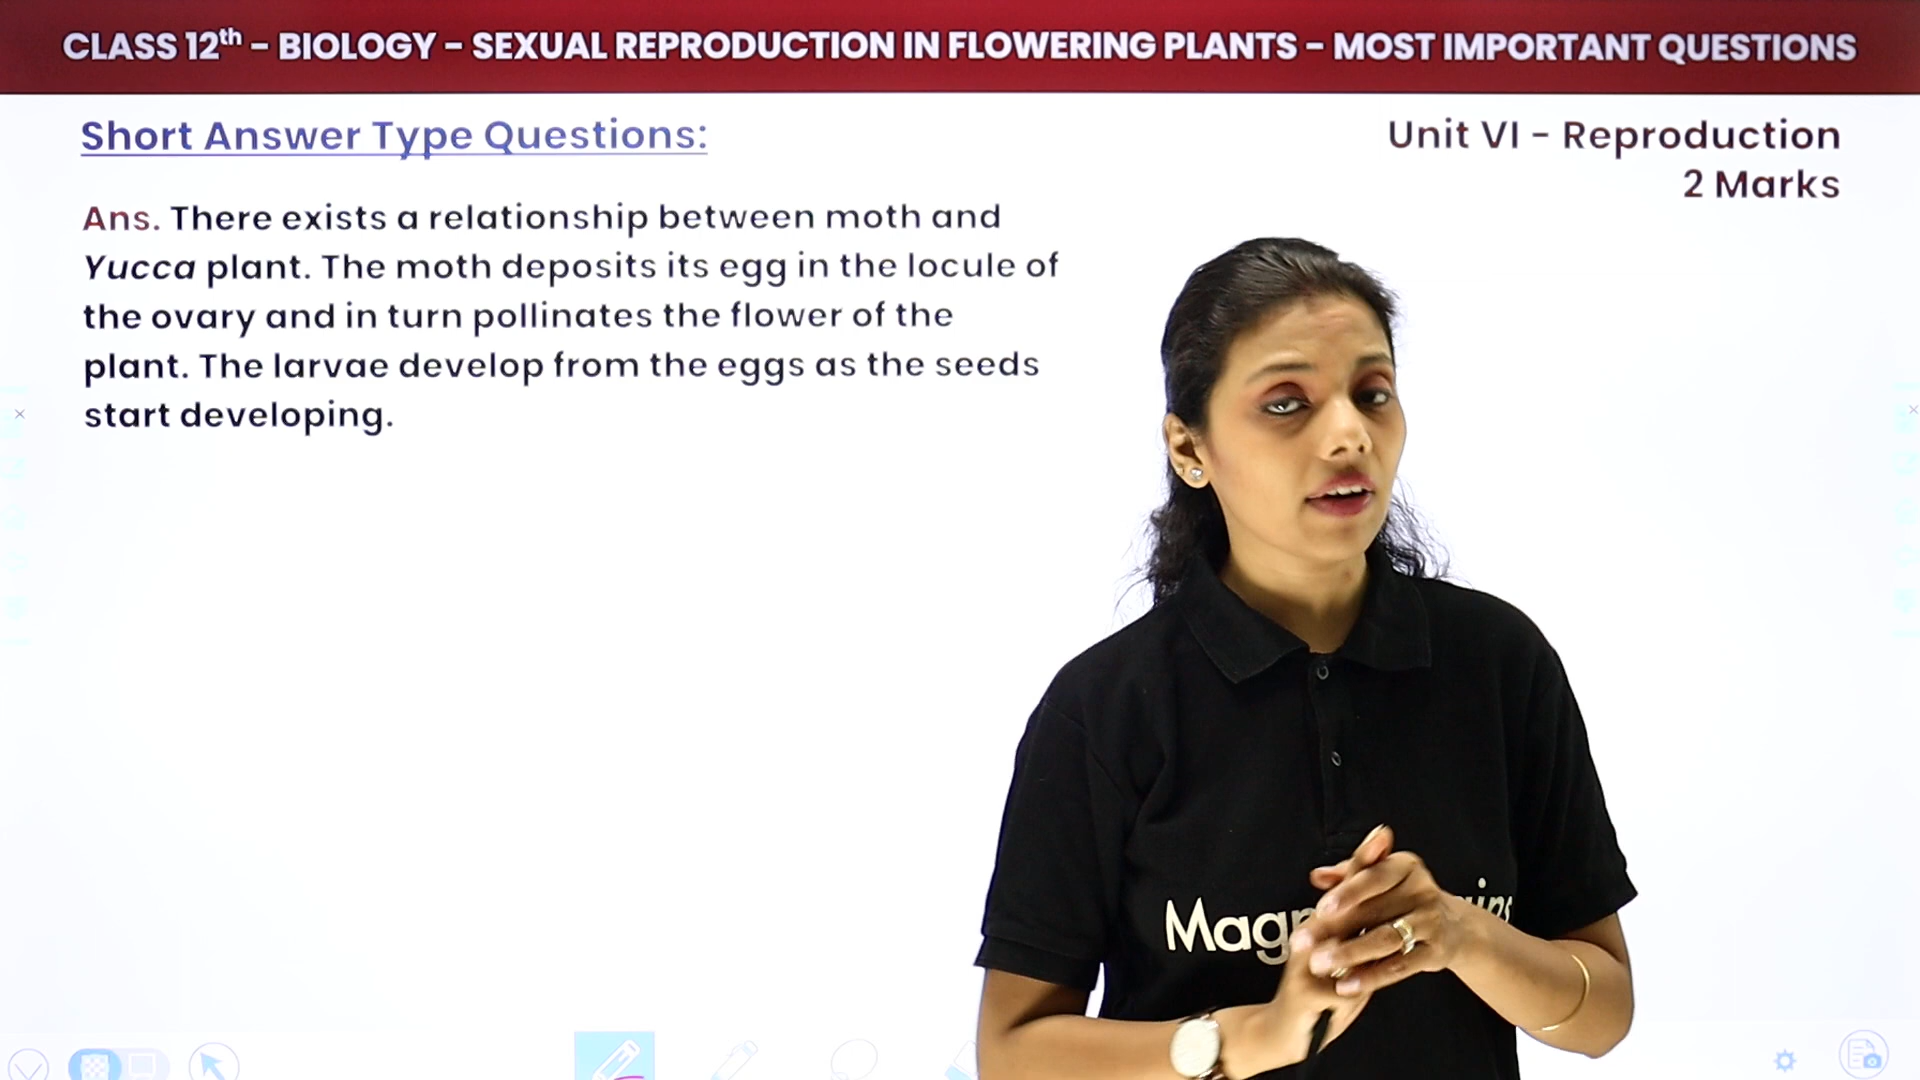 CLASS 12th – BIOLOGY – SEXUAL REPRODUCTION IN FLOWERING PLANTS – MOST IMPORTANT QUESTIONS
Short Answer Type Questions:
Unit VI – Reproduction
2 Marks
Ans. There exists a relationship between moth and
Yucca plant. The moth deposits its egg in the locule of
the ovary and in turn pollinates the flower of the
plant. The larvae develop from the eggs as the seeds
start developing.